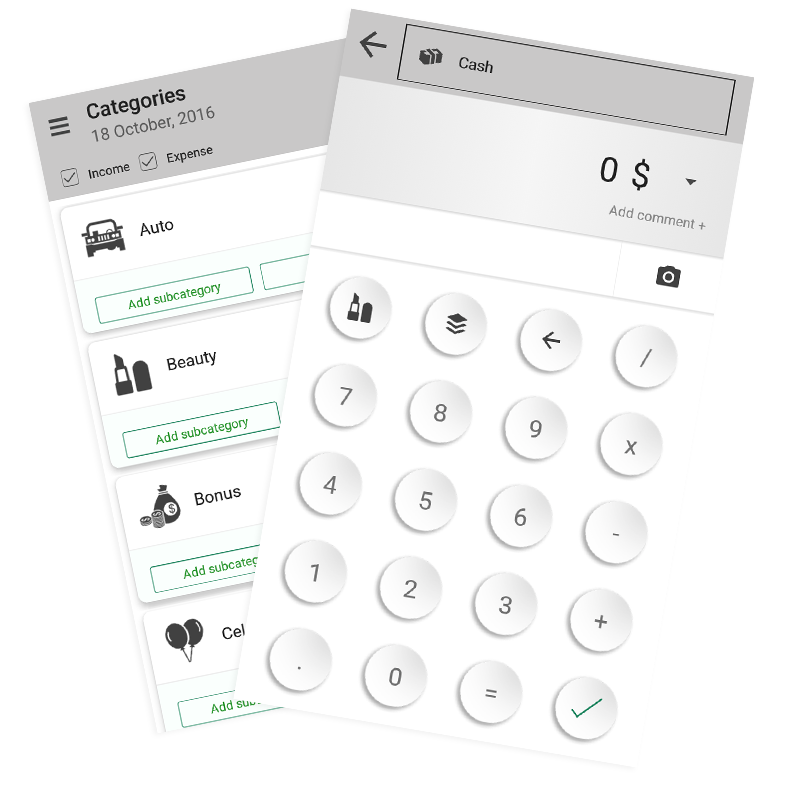 Categories
18 October, 2016
Income Expense
Auto
Add subcategory
Beauty
Add subcategory
Bonus
$
Add subcateg
Cel
Add subc
Cash
0 $
Add comment +
/
7 8 9 x
4 5 6 -
1 2 3 +
. 0 =